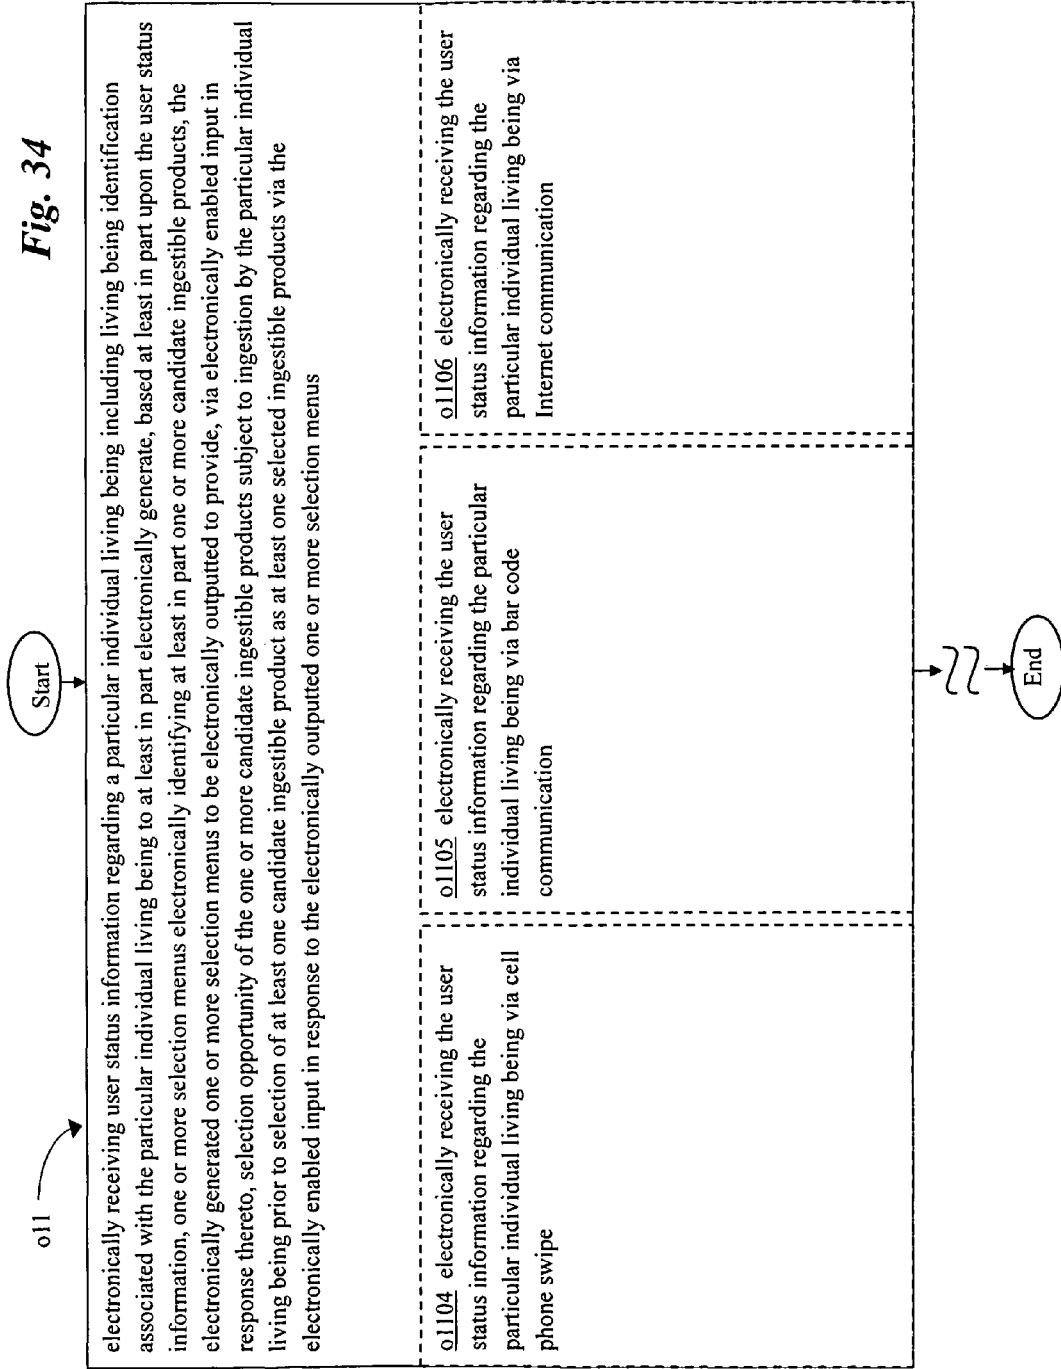 Fig. 34
Start
o11
electronically receiving user status information regarding a particular individual living being including living being identification
associated with the particular individual living being to at least in part electronically generate, based at least in part upon the user status
information, one or more selection menus electronically identifying at least in part one or more candidate ingestible products, the
electronically generated one or more selection menus to be electronically outputted to provide, via electronically enabled input in
response thereto, selection opportunity of the one or more candidate ingestible products subject to ingestion by the particular individual
living being prior to selection of at least one candidate ingestible product as at least one selected ingestible products via the
electronically enabled input in response to the electronically outputted one or more selection menus
o1104 electronically receiving the user
status information regarding the
particular individual living being via cell
phone swipe
o1105 electronically receiving the user
status information regarding the particular
individual living being via bar code
communication
o1106 electronically receiving the user
status information regarding the
particular individual living being via
Internet communication
End